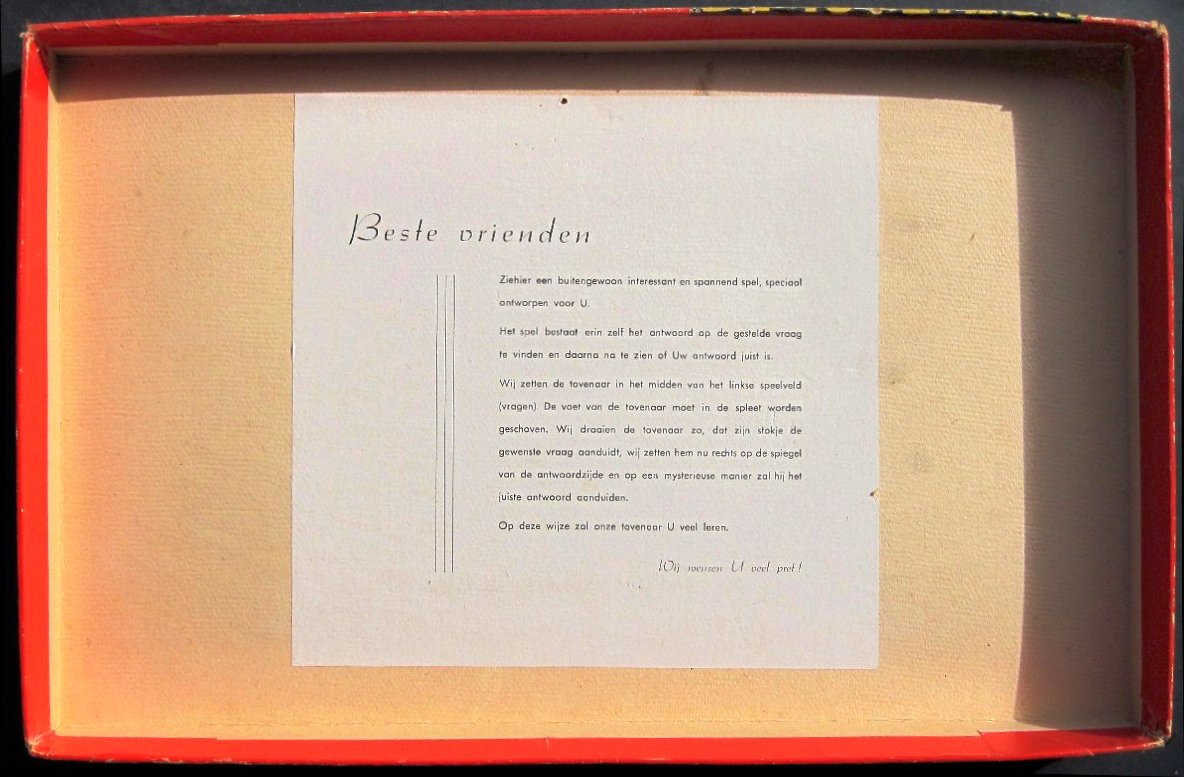 Beste vrienden
Ziehier een buitengewoon interessant en spannend spel, speciaal
ontworpen voor U.
Het spel bestaat erin zelf het antwoord op de gestelde vraag
te vinden en daarna na te zien of Uw antwoord juist is.
Wij zetten de tovenaar in het midden van het linkse speelveld
(vragen). De voet van de tovenaar moet in de spleet worden
geschoven. Wij draaien de tovenaar zo, dat zijn stokje de
gewenste vraag aanduidt, wij zetten hem nu rechts op de spiegel
van de antwoordzijde en op een mysterieuse manier zal hij het
juiste antwoord aanduiden.
Op deze wijze zal onze tovenaar U veel leren.
Wij wensen U veel pret!